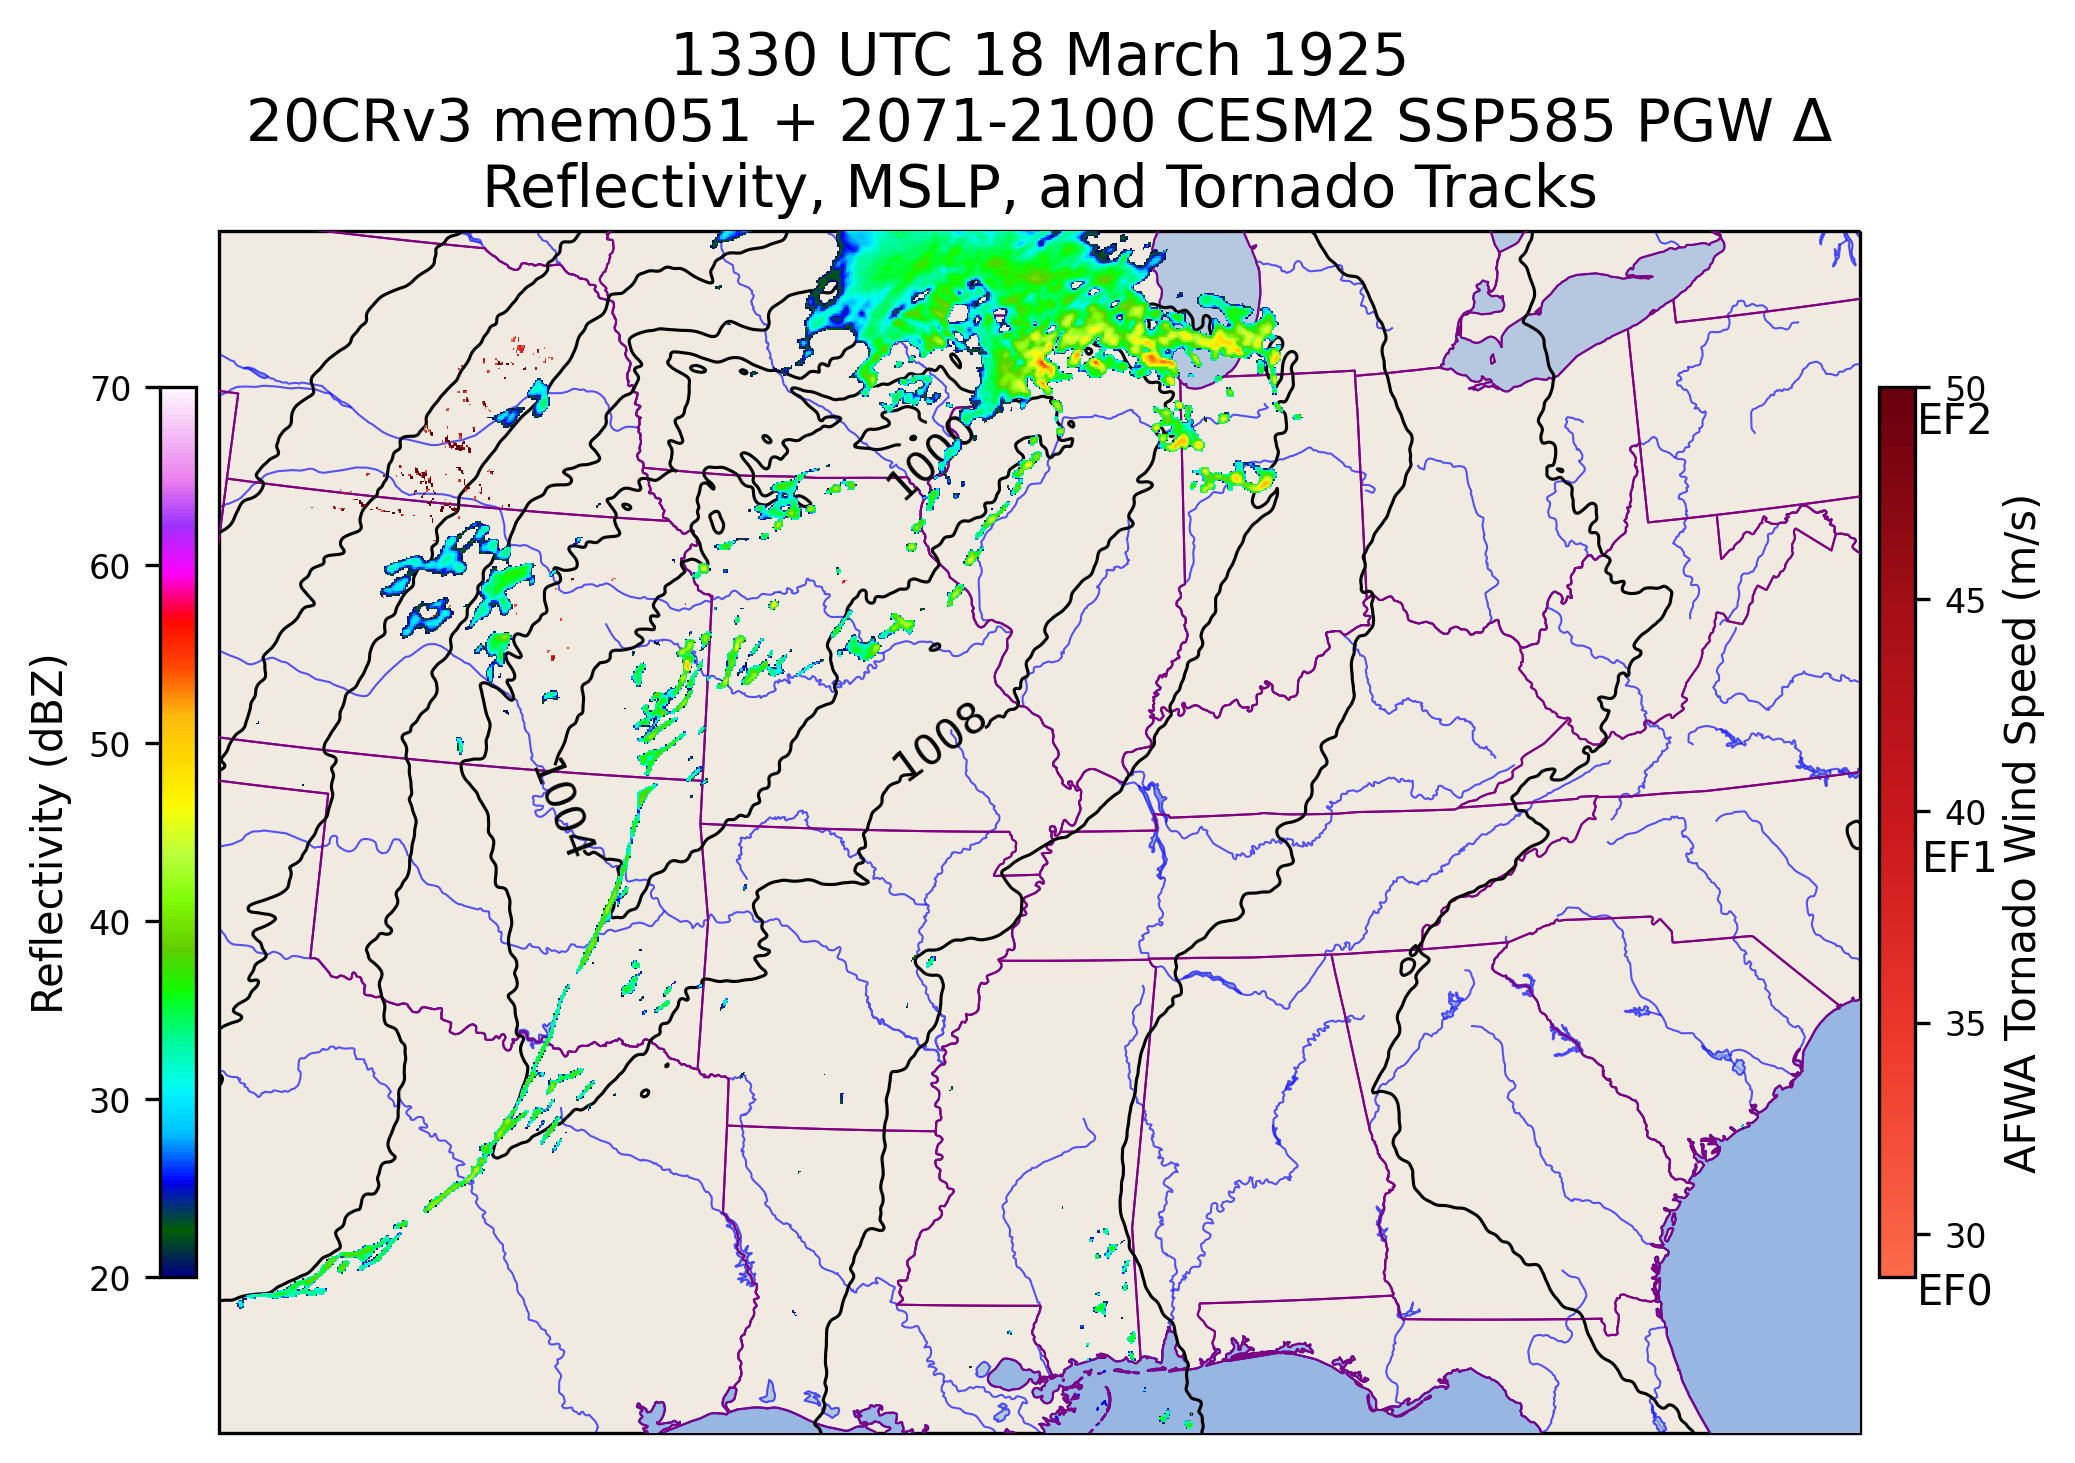 1330 UTC 18 March 1925
20CRv3 mem051 + 2071-2100 CESM2 SSP585 PGW Δ
Reflectivity, MSLP, and Tornado Tracks
Reflectivity (dBZ)
70
60
50
40
30
20
1000
1008
1004
50
EF2
45
40
EF1
35
30
EF0
AFWA Tornado Wind Speed (m/s)